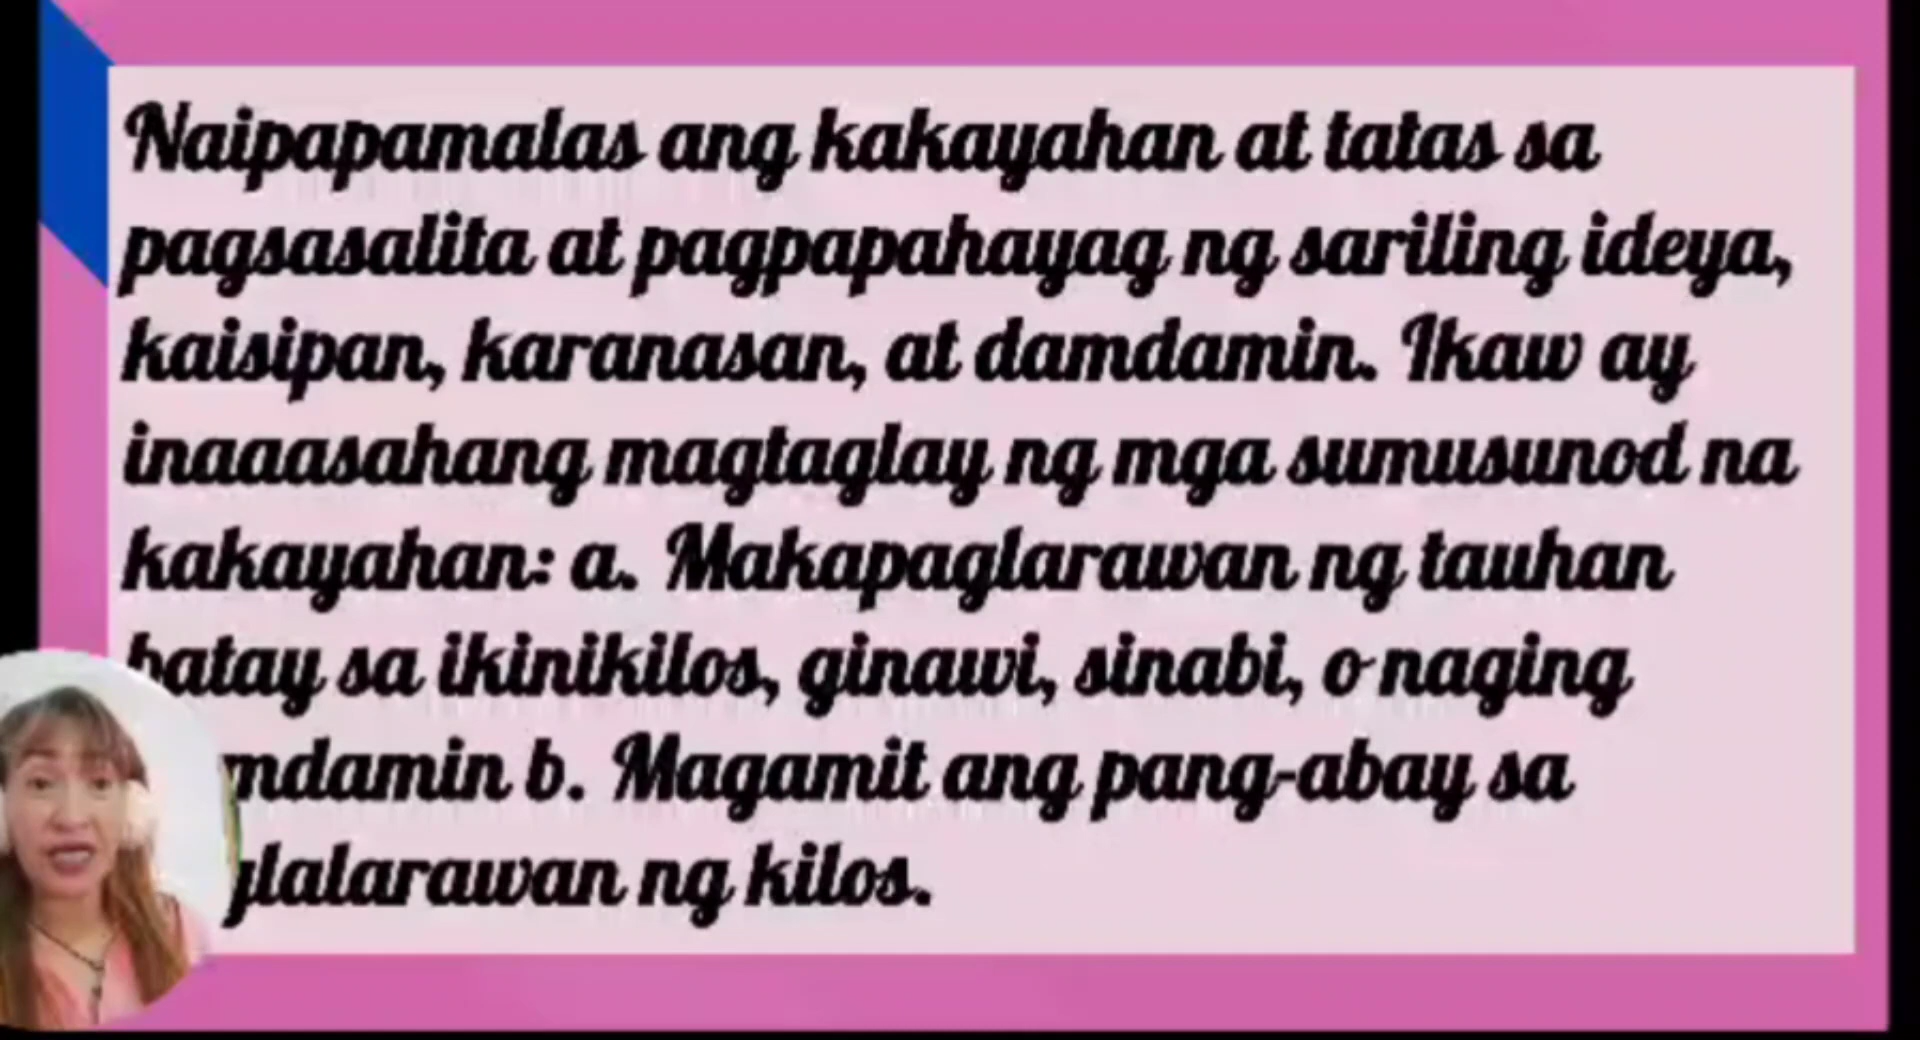 Naipapamalas ang kakayahan at tatas sa
pagsasalita at pagpapahayag ng sariling ideya,
kaisipan, karanasan, at damdamin. Ikaw ay
inaaasahang magtaglay ng mga sumusunod na
kakayahan: a. Makapaglarawan ng tauhan
batay sa ikinikilos, ginawi, sinabi, o naging
mdamin b. Magamit ang pang-abay sa
glalarawan ng kilos.